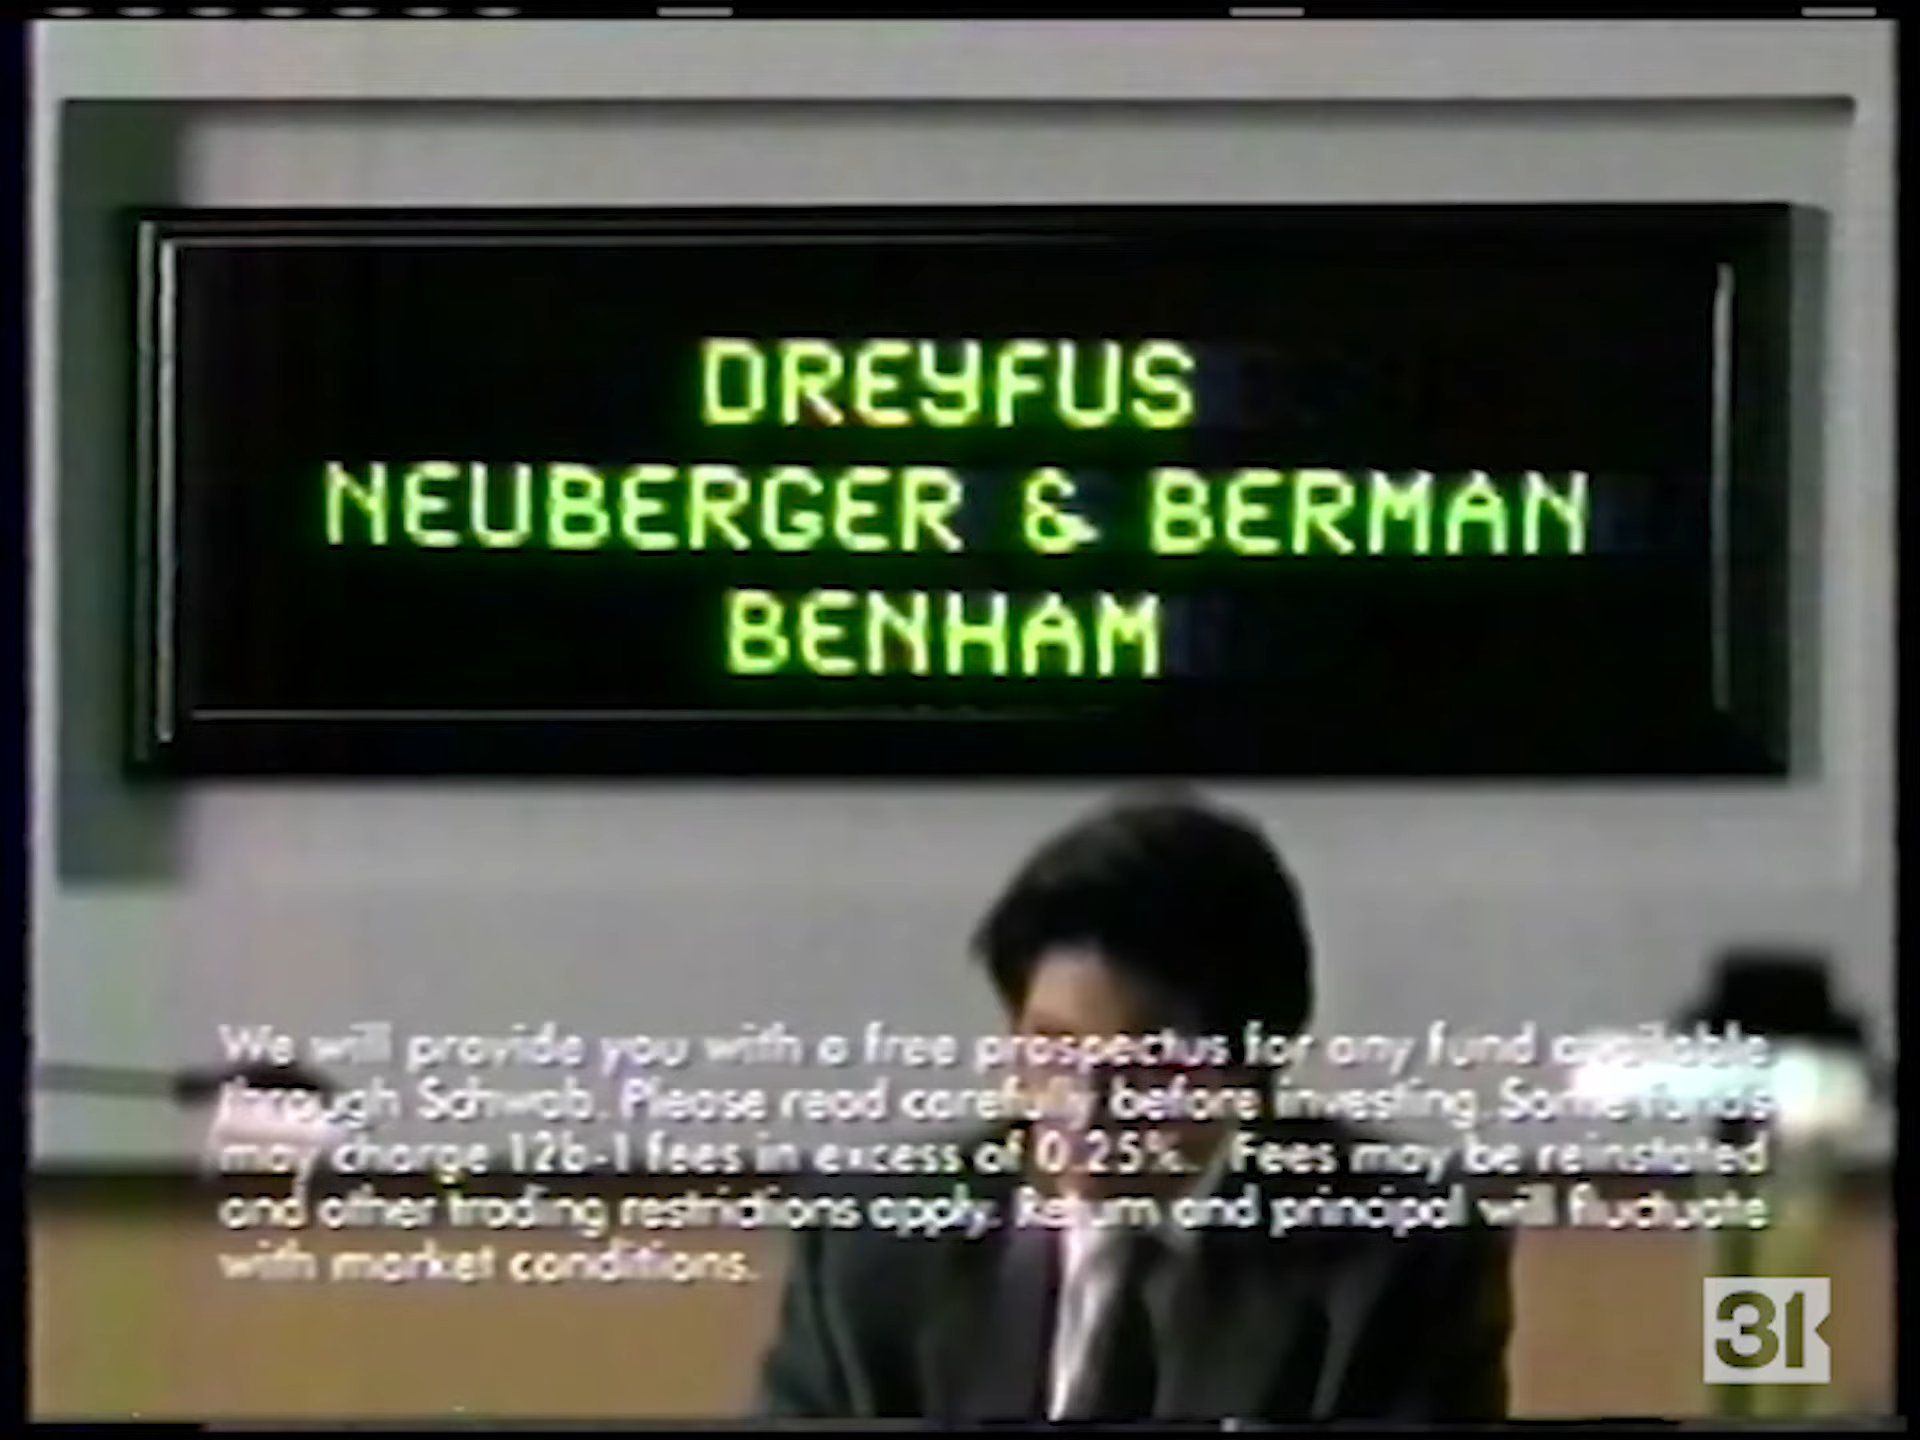 DREYFUS
NEUBERGER & BERMAN
BENHAM
We will provide you with a free prospectus for any fund available
through Schwab. Please read carefully before investing. Some funds
may charge 12b-1 fees in excess of 0.25%. Fees may be reinstated
and other trading restrictions apply. Return and principal will fluctuate
with market conditions.
31